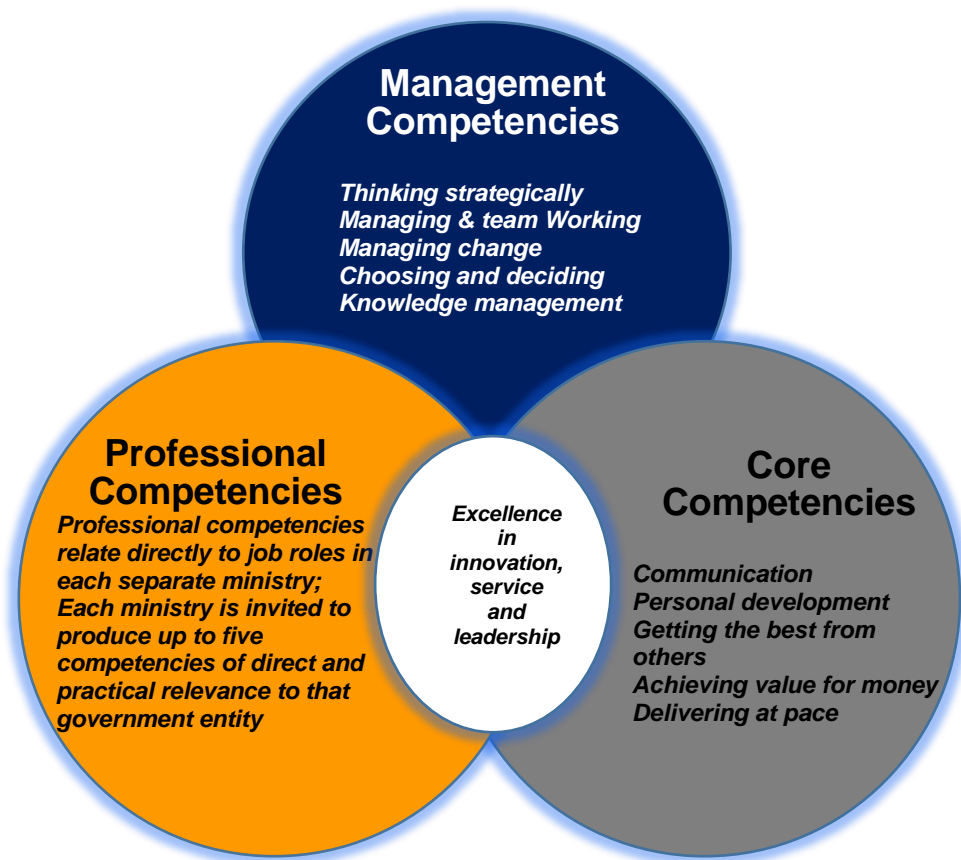 Management
Competencies
Thinking strategically
Managing & team Working
Managing change
Choosing and deciding
Knowledge management
Professional
Competencies
Professional competencies
relate directly to job roles in
each separate ministry;
Each ministry is invited to
produce up to five
competencies of direct and
practical relevance to that
government entity
Excellence
in
innovation,
service
and
leadership
Core
Competencies
Communication
Personal development
Getting the best from
others
Achieving value for money
Delivering at pace